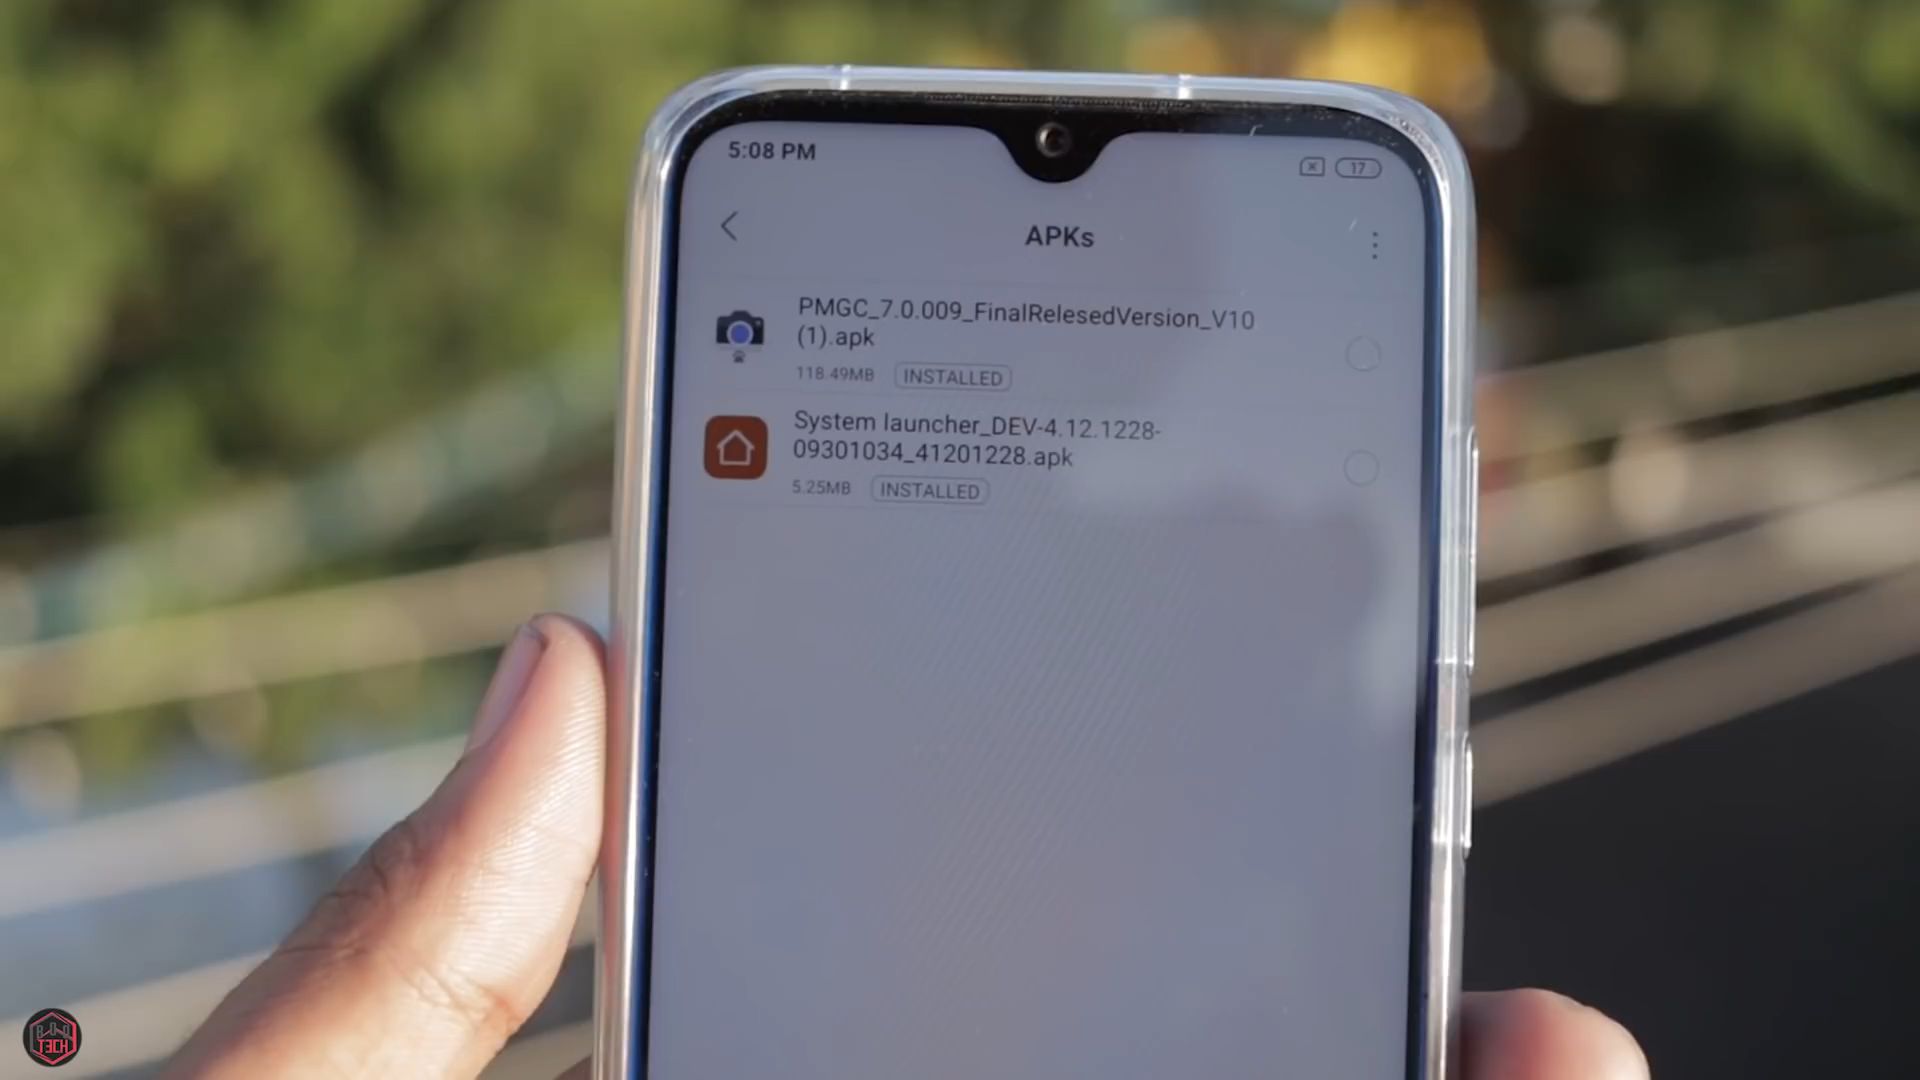 5:08 PM
17
APKs
PMGC_7.0.009_FinalRelesedVersion_V10
(1).apk
118.49MB INSTALLED
System launcher_DEV-4.12.1228-
09301034_41201228.apk
5.25MB INSTALLED
T3CH